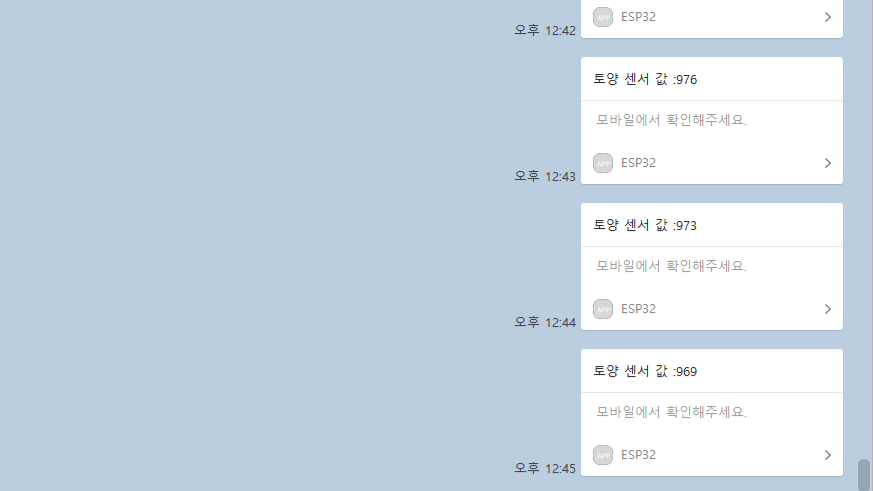 ESP32
오후 12:42
토양 센서 값 :976
모바일에서 확인해주세요.
APP ESP32
오후 12:43
토양 센서 값 :973
모바일에서 확인해주세요.
APP ESP32
오후 12:44
토양 센서 값 :969
모바일에서 확인해주세요.
APP ESP32
오후 12:45